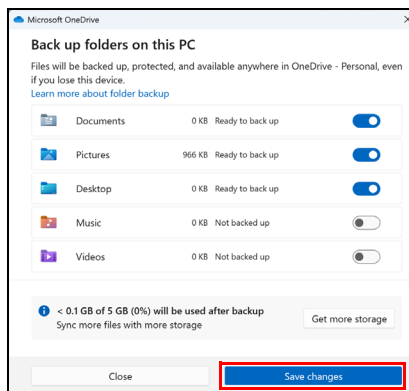 Microsoft OneDrive
Back up folders on this PC
Files will be backed up, protected, and available anywhere in OneDrive - Personal, even
if you lose this device.
Learn more about folder backup
Documents 0 KB Ready to back up
Pictures 966 KB Ready to back up
Desktop 0 KB Ready to back up
Music 0 KB Not backed up
Videos 0 KB Not backed up
< 0.1 GB of 5 GB (0%) will be used after backup
Sync more files with more storage
Get more storage
Close Save changes